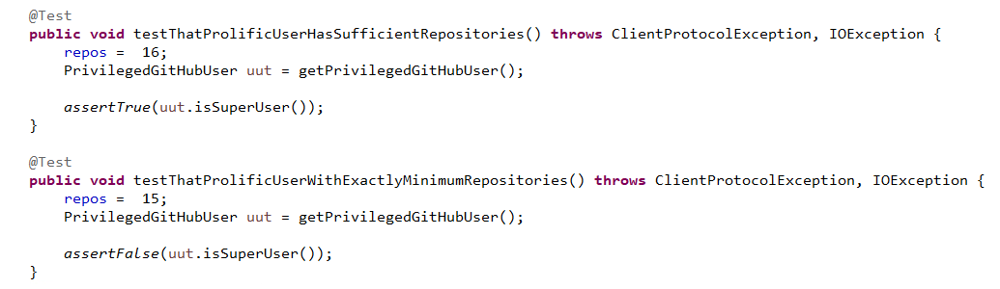 @Test
public void testThatProlificUserHasSufficientRepositories() throws ClientProtocolException, IOException {
repos =  16;
PrivilegedGitHubUser uut = getPrivilegedGitHubUser();
assertTrue(uut.isSuperUser());
}
@Test
public void testThatProlificUserWithExactlyMinimumRepositories() throws ClientProtocolException, IOException {
repos =  15;
PrivilegedGitHubUser uut = getPrivilegedGitHubUser();
assertFalse(uut.isSuperUser());
}